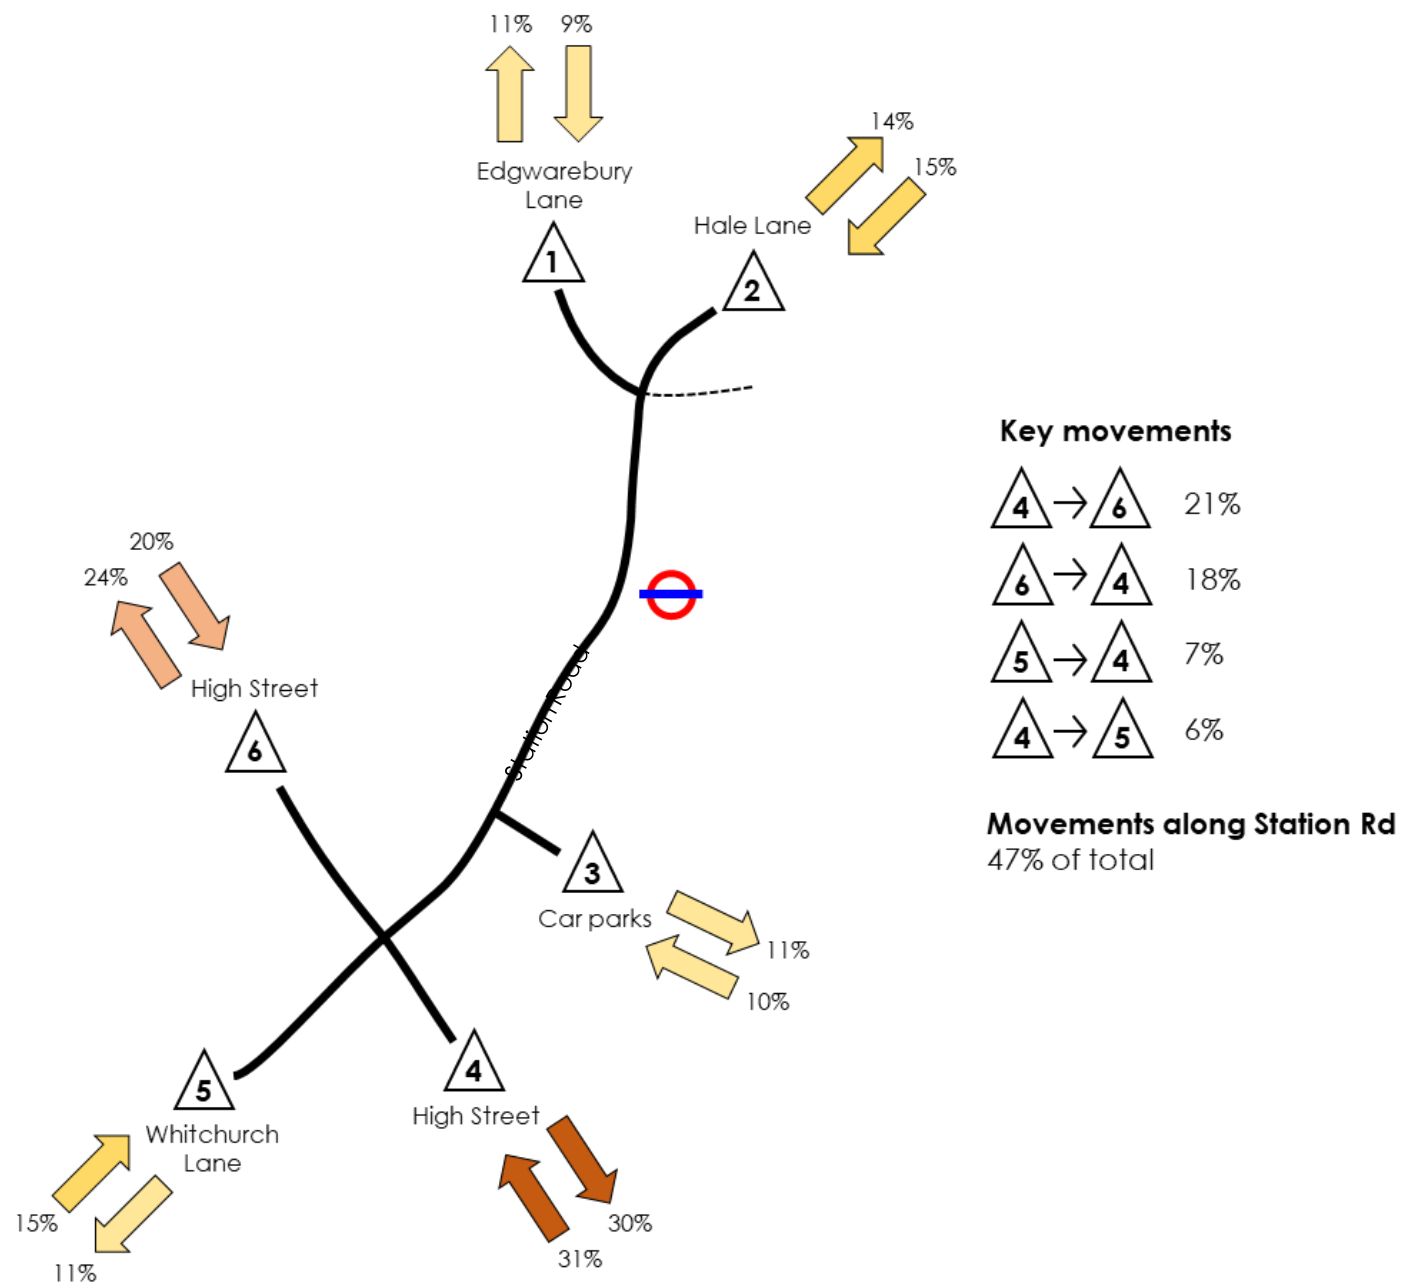 11% 9%
Edgwarebury
Lane
1
14%
15%
Hale Lane
2
Key movements
4 → 6 21%
6 → 4 18%
5 → 4 7%
4 → 5 6%
Movements along Station Rd
47% of total
20%
24%
High Street
6
Station Road
3
Car parks
11%
10%
5
Whitchurch
Lane
15%
11%
4
High Street
30%
31%